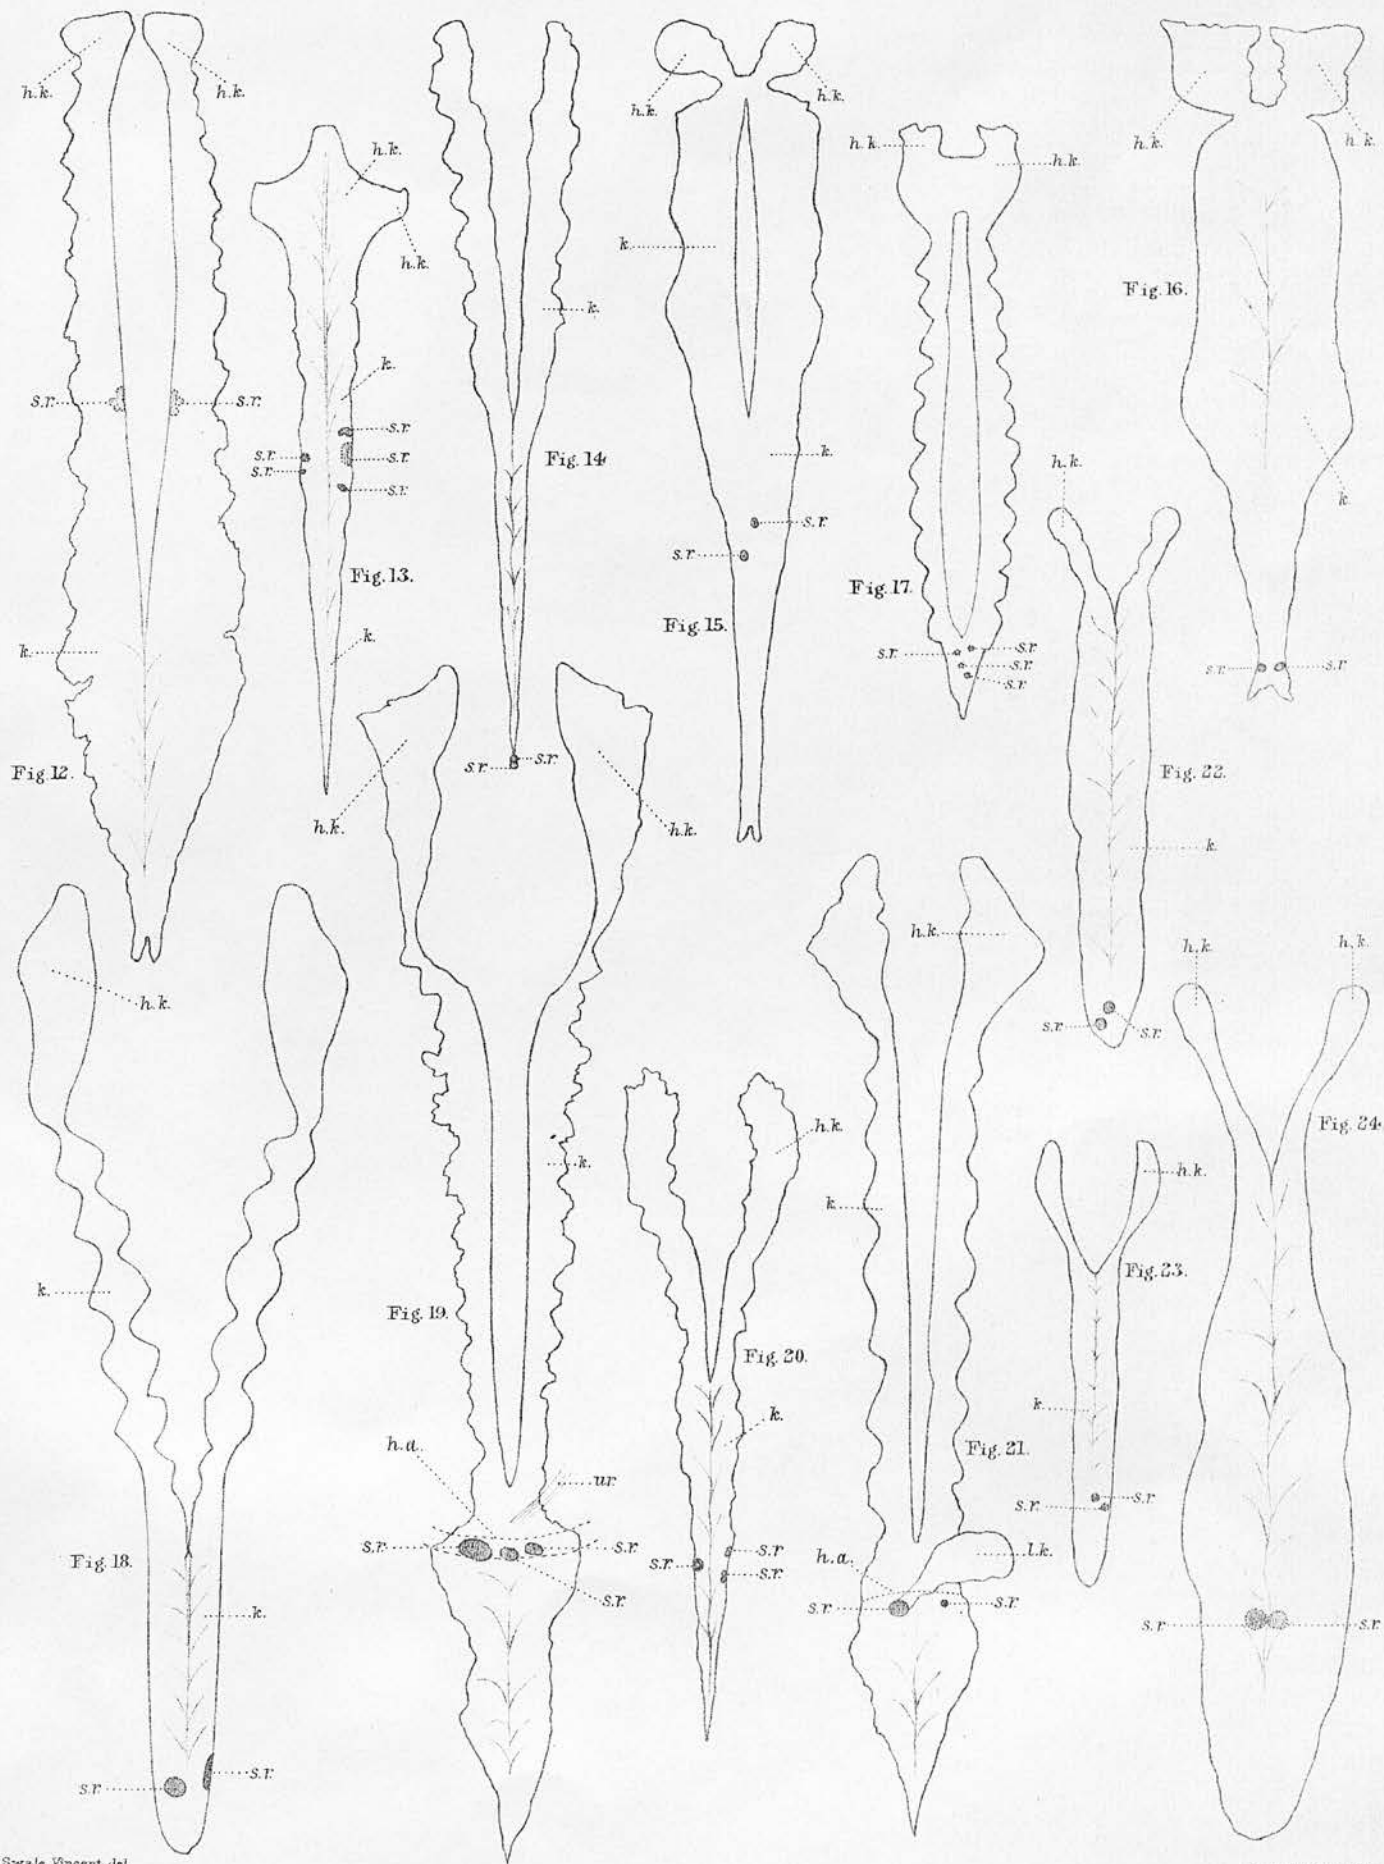 h.k.
h.k.
s.r.
s.r.
k.
Fig. 12.
h.k.
h.k.
k.
s.r.
s.r.
s.r.
s.r.
s.r.
Fig. 13.
k.
k.
Fig. 14
s.r.
s.r.
h.k.
h.k.
k.
k.
s.r.
s.r.
Fig. 15.
h.k.
h.k.
Fig. 16.
k.
s.r.
s.r.
h.k.
h.k.
Fig. 17.
s.r.
s.r.
s.r.
s.r.
h.k.
k.
Fig. 18.
k.
s.r.
s.r.
h.k.
h.k.
k.
Fig. 19.
h.a.
ur.
s.r.
s.r.
s.r.
h.k.
Fig. 20.
k.
s.r.
s.r.
s.r.
h.k.
k.
Fig. 21.
h.a.
l.k.
s.r.
s.r.
h.k.
Fig. 22.
k.
s.r.
s.r.
h.k.
Fig. 23.
k.
s.r.
s.r.
h.k.
h.k.
Fig. 24.
s.r.
s.r.
Swale Vincent del.